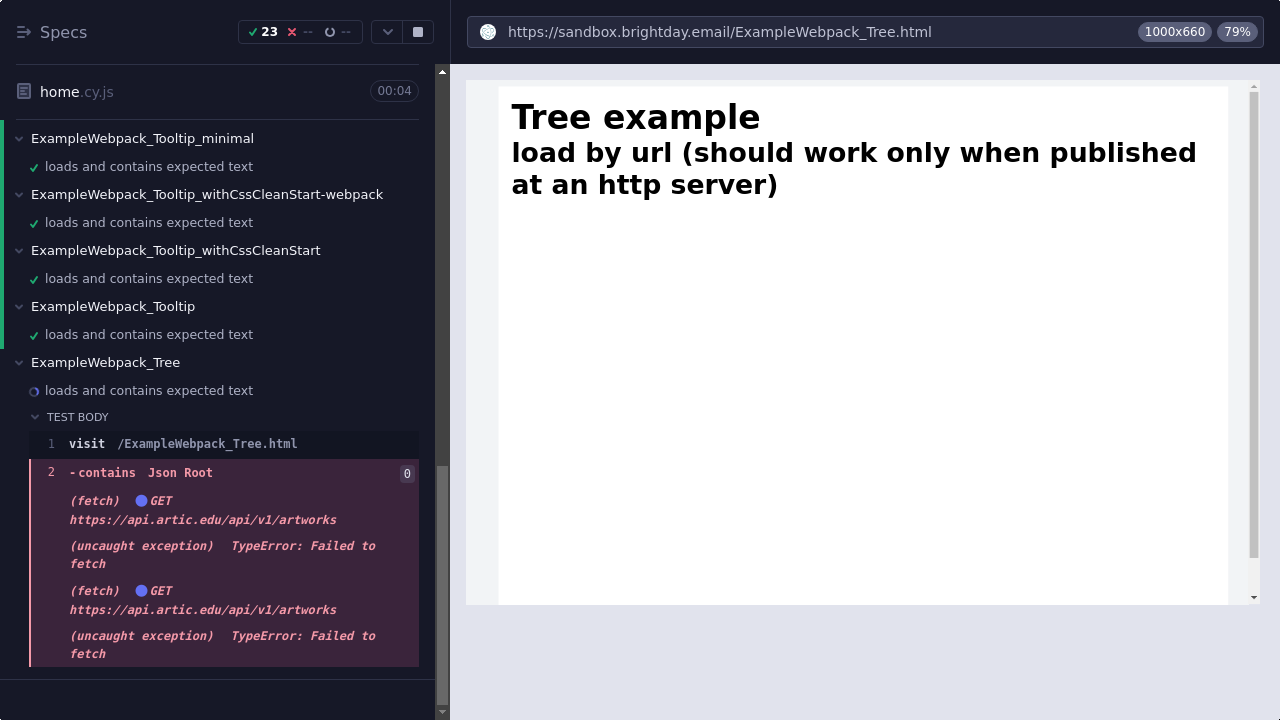 Specs
23
--
--
https://sandbox.brightday.email/ExampleWebpack_Tree.html
1000x660
79%
home.cy.js
00:04
ExampleWebpack_Tooltip_minimal
loads and contains expected text
ExampleWebpack_Tooltip_withCssCleanStart-webpack
loads and contains expected text
ExampleWebpack_Tooltip_withCssCleanStart
loads and contains expected text
ExampleWebpack_Tooltip
loads and contains expected text
ExampleWebpack_Tree
loads and contains expected text
TEST BODY
1 visit /ExampleWebpack_Tree.html
2 -contains Json Root 0
(fetch) GET
https://api.artic.edu/api/v1/artworks
(uncaught exception) TypeError: Failed to
fetch
(fetch) GET
https://api.artic.edu/api/v1/artworks
(uncaught exception) TypeError: Failed to
fetch
Tree example
load by url (should work only when published
at an http server)